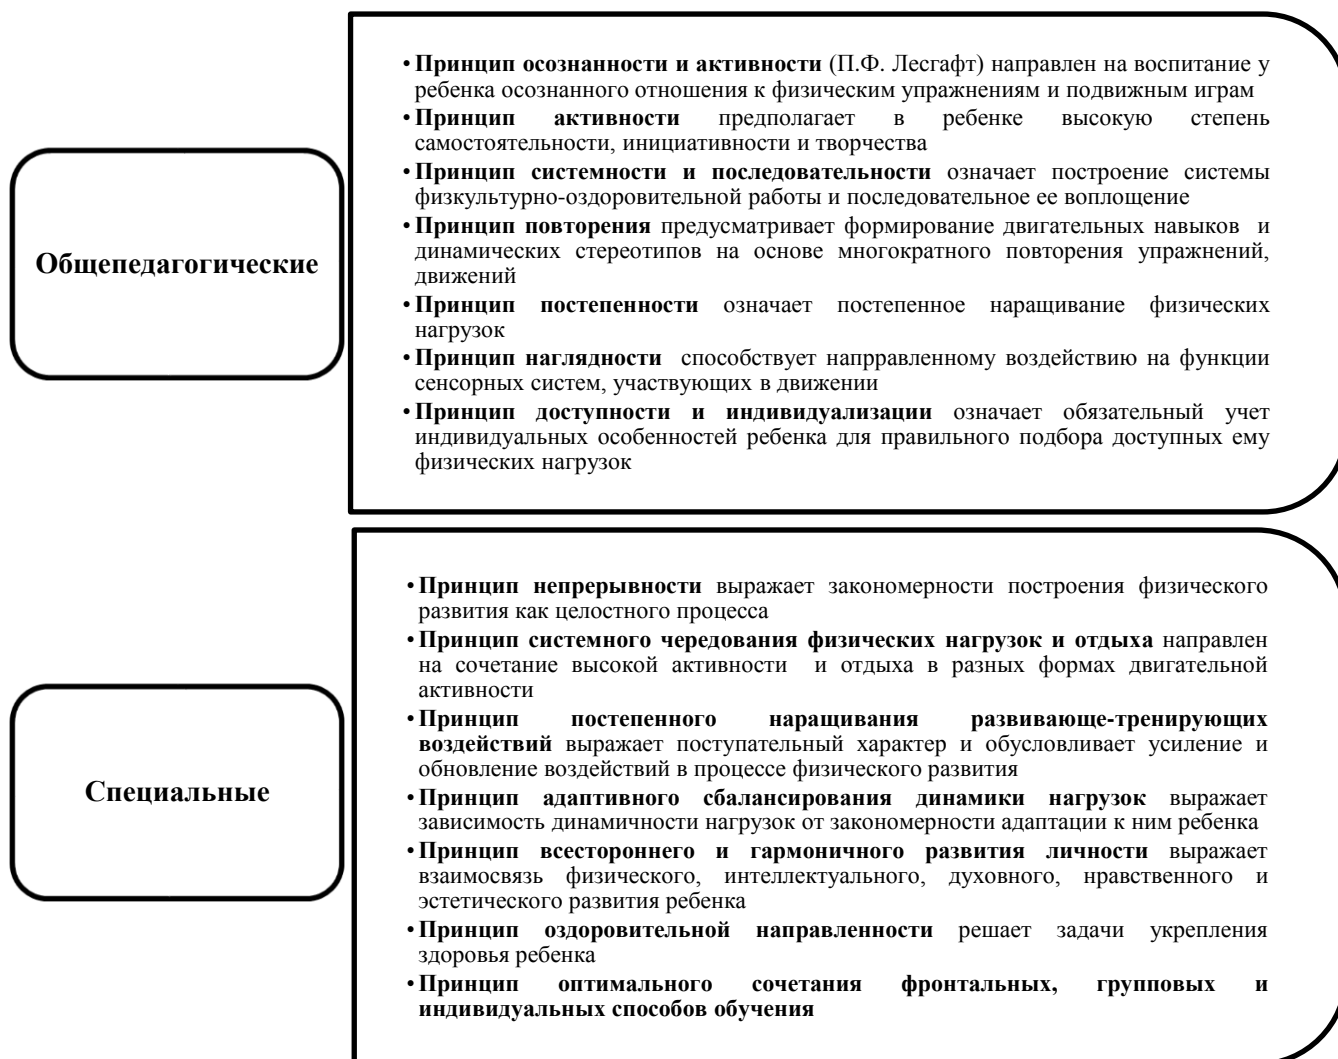 Общепедагогические
• Принцип осознанности и активности (П.Ф. Лесгафт) направлен на воспитание у
ребенка осознанного отношения к физическим упражнениям и подвижным играм
• Принцип активности предполагает в ребенке высокую степень
самостоятельности, инициативности и творчества
• Принцип системности и последовательности означает построение системы
физкультурно-оздоровительной работы и последовательное ее воплощение
• Принцип повторения предусматривает формирование двигательных навыков и
динамических стереотипов на основе многократного повторения упражнений,
движений
• Принцип постепенности означает постепенное наращивание физических
нагрузок
• Принцип наглядности способствует напрравленному воздействию на функции
сенсорных систем, участвующих в движении
• Принцип доступности и индивидуализации означает обязательный учет
индивидуальных особенностей ребенка для правильного подбора доступных ему
физических нагрузок
Специальные
• Принцип непрерывности выражает закономерности построения физического
развития как целостного процесса
• Принцип системного чередования физических нагрузок и отдыха направлен
на сочетание высокой активности и отдыха в разных формах двигательной
активности
• Принцип постепенного наращивания развивающе-тренирующих
воздействий выражает поступательный характер и обусловливает усиление и
обновление воздействий в процессе физического развития
• Принцип адаптивного сбалансирования динамики нагрузок выражает
зависимость динамичности нагрузок от закономерности адаптации к ним ребенка
• Принцип всестороннего и гармоничного развития личности выражает
взаимосвязь физического, интеллектуального, духовного, нравственного и
эстетического развития ребенка
• Принцип оздоровительной направленности решает задачи укрепления
здоровья ребенка
• Принцип оптимального сочетания фронтальных, групповых и
индивидуальных способов обучения